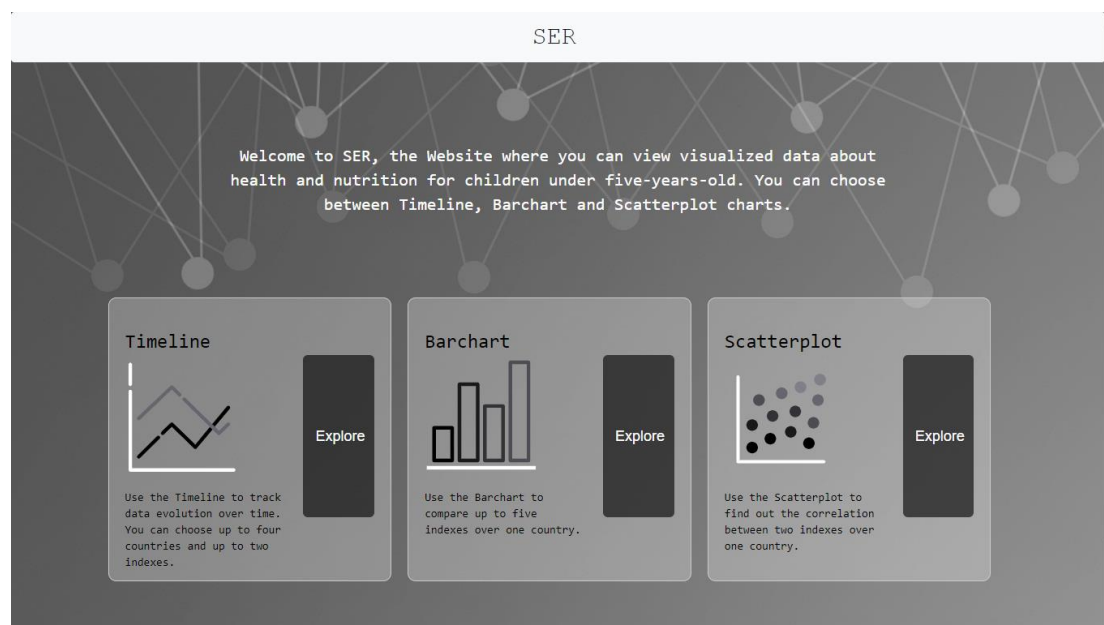 SER
Welcome to SER, the Website where you can view visualized data about
health and nutrition for children under five-years-old. You can choose
between Timeline, Barchart and Scatterplot charts.
Timeline
Explore
Use the Timeline to track
data evolution over time.
You can choose up to four
countries and up to two
indexes.
Barchart
Explore
Use the Barchart to
compare up to five
indexes over one country.
Scatterplot
Explore
Use the Scatterplot to
find out the correlation
between two indexes over
one country.